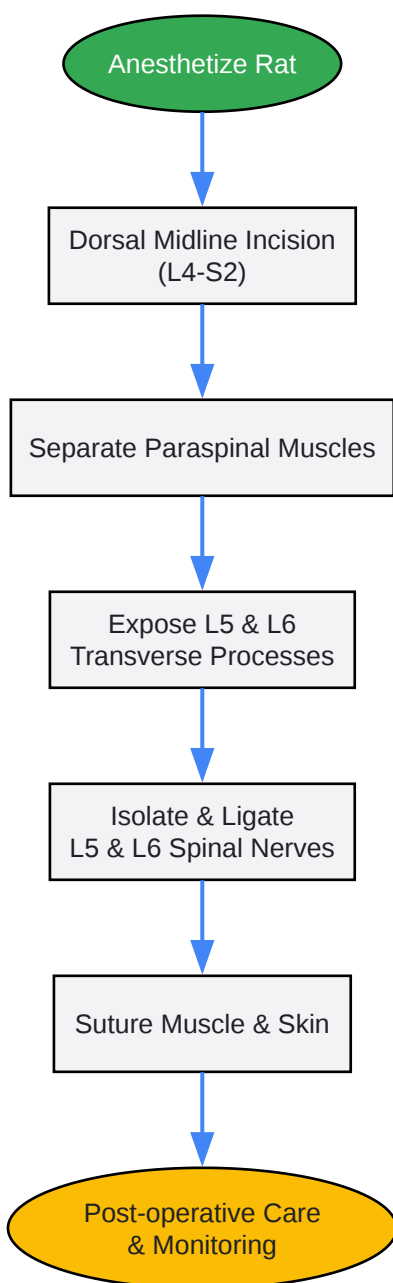 Anesthetize Rat
Dorsal Midline Incision
(L4-S2)
Separate Paraspinal Muscles
Expose L5 & L6
Transverse Processes
Isolate & Ligate
L5 & L6 Spinal Nerves
Suture Muscle & Skin
Post-operative Care
& Monitoring